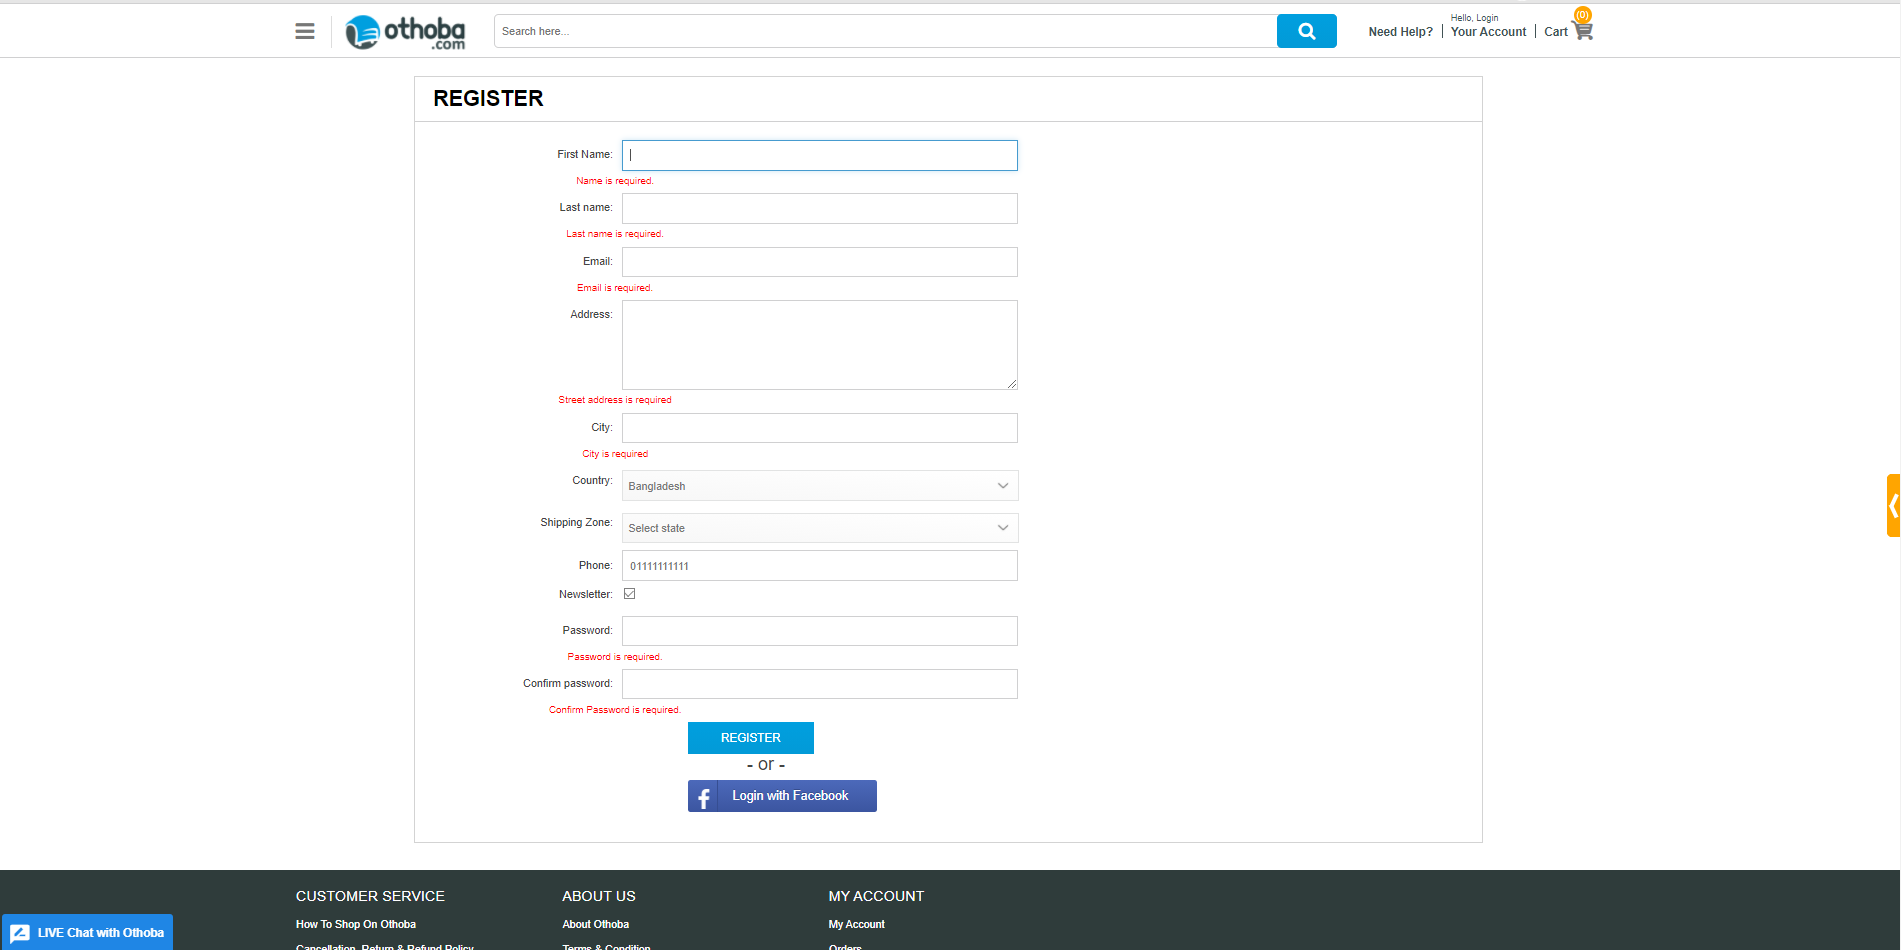 othoba
.com
Search here...
Need Help?
Hello, Login
Your Account
Cart
(0)
REGISTER
First Name:
Name is required.
Last name:
Last name is required.
Email:
Email is required.
Address:
Street address is required
City:
City is required
Country:
Bangladesh
Shipping Zone:
Select state
Phone:
01111111111
Newsletter:
Password:
Password is required.
Confirm password:
Confirm Password is required.
REGISTER
- or -
Login with Facebook
CUSTOMER SERVICE
How To Shop On Othoba
Cancellation, Return & Refund Policy
ABOUT US
About Othoba
Terms & Condition
MY ACCOUNT
My Account
Orders
LIVE Chat with Othoba